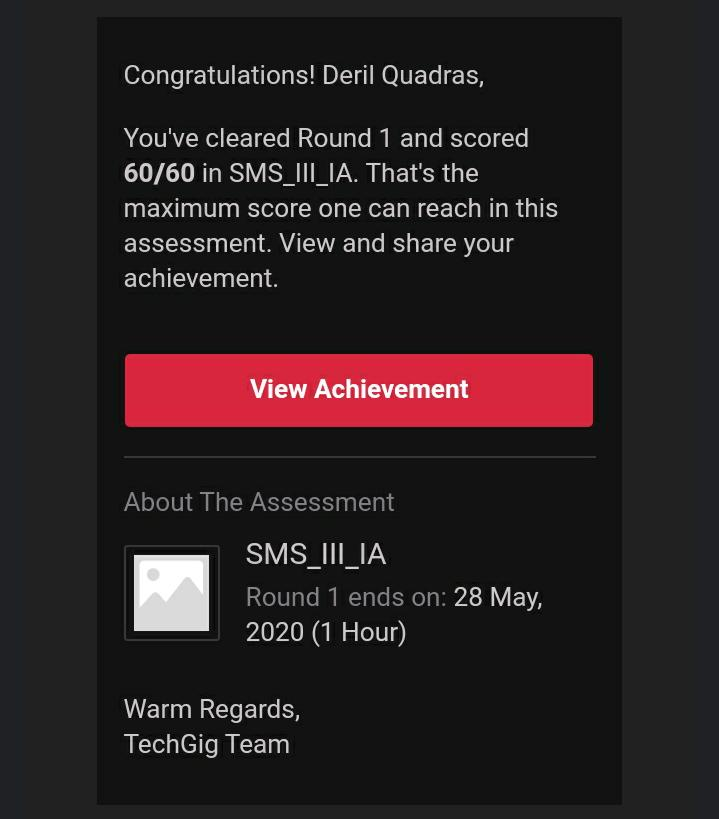 Congratulations! Deril Quadras,
You've cleared Round 1 and scored
60/60 in SMS_III_IA. That's the
maximum score one can reach in this
assessment. View and share your
achievement.
View Achievement
About The Assessment
SMS_III_IA
Round 1 ends on: 28 May,
2020 (1 Hour)
Warm Regards,
TechGig Team